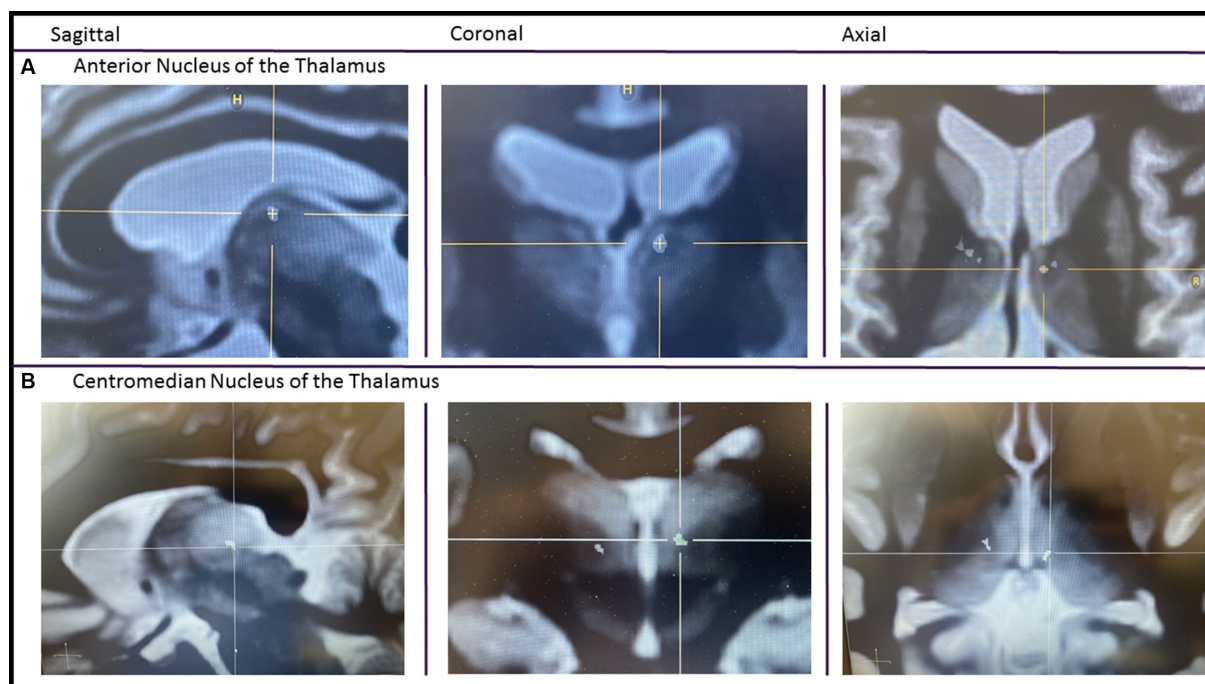 Sagittal Coronal Axial
A Anterior Nucleus of the Thalamus
H H
R
B Centromedian Nucleus of the Thalamus